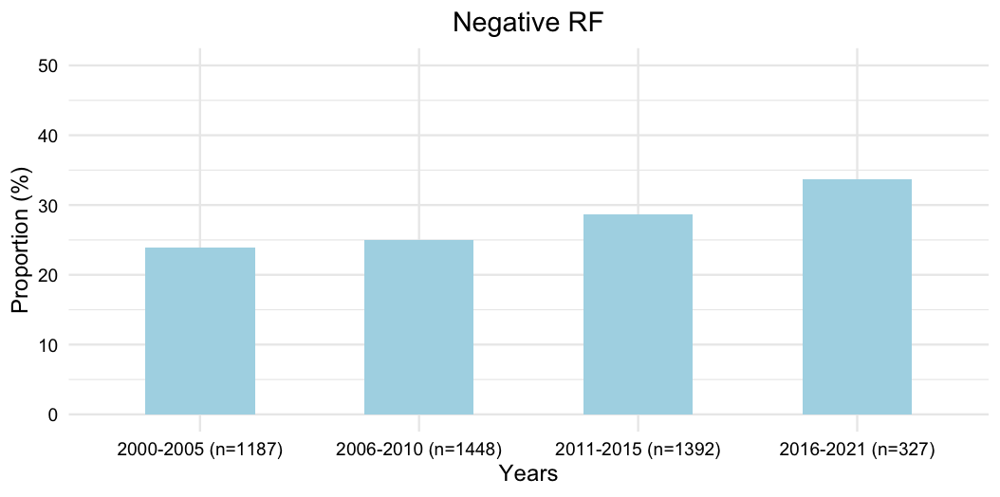 Negative RF
Proportion (%)
50
40
30
20
10
0
2000-2005 (n=1187) 2006-2010 (n=1448) 2011-2015 (n=1392) 2016-2021 (n=327)
Years